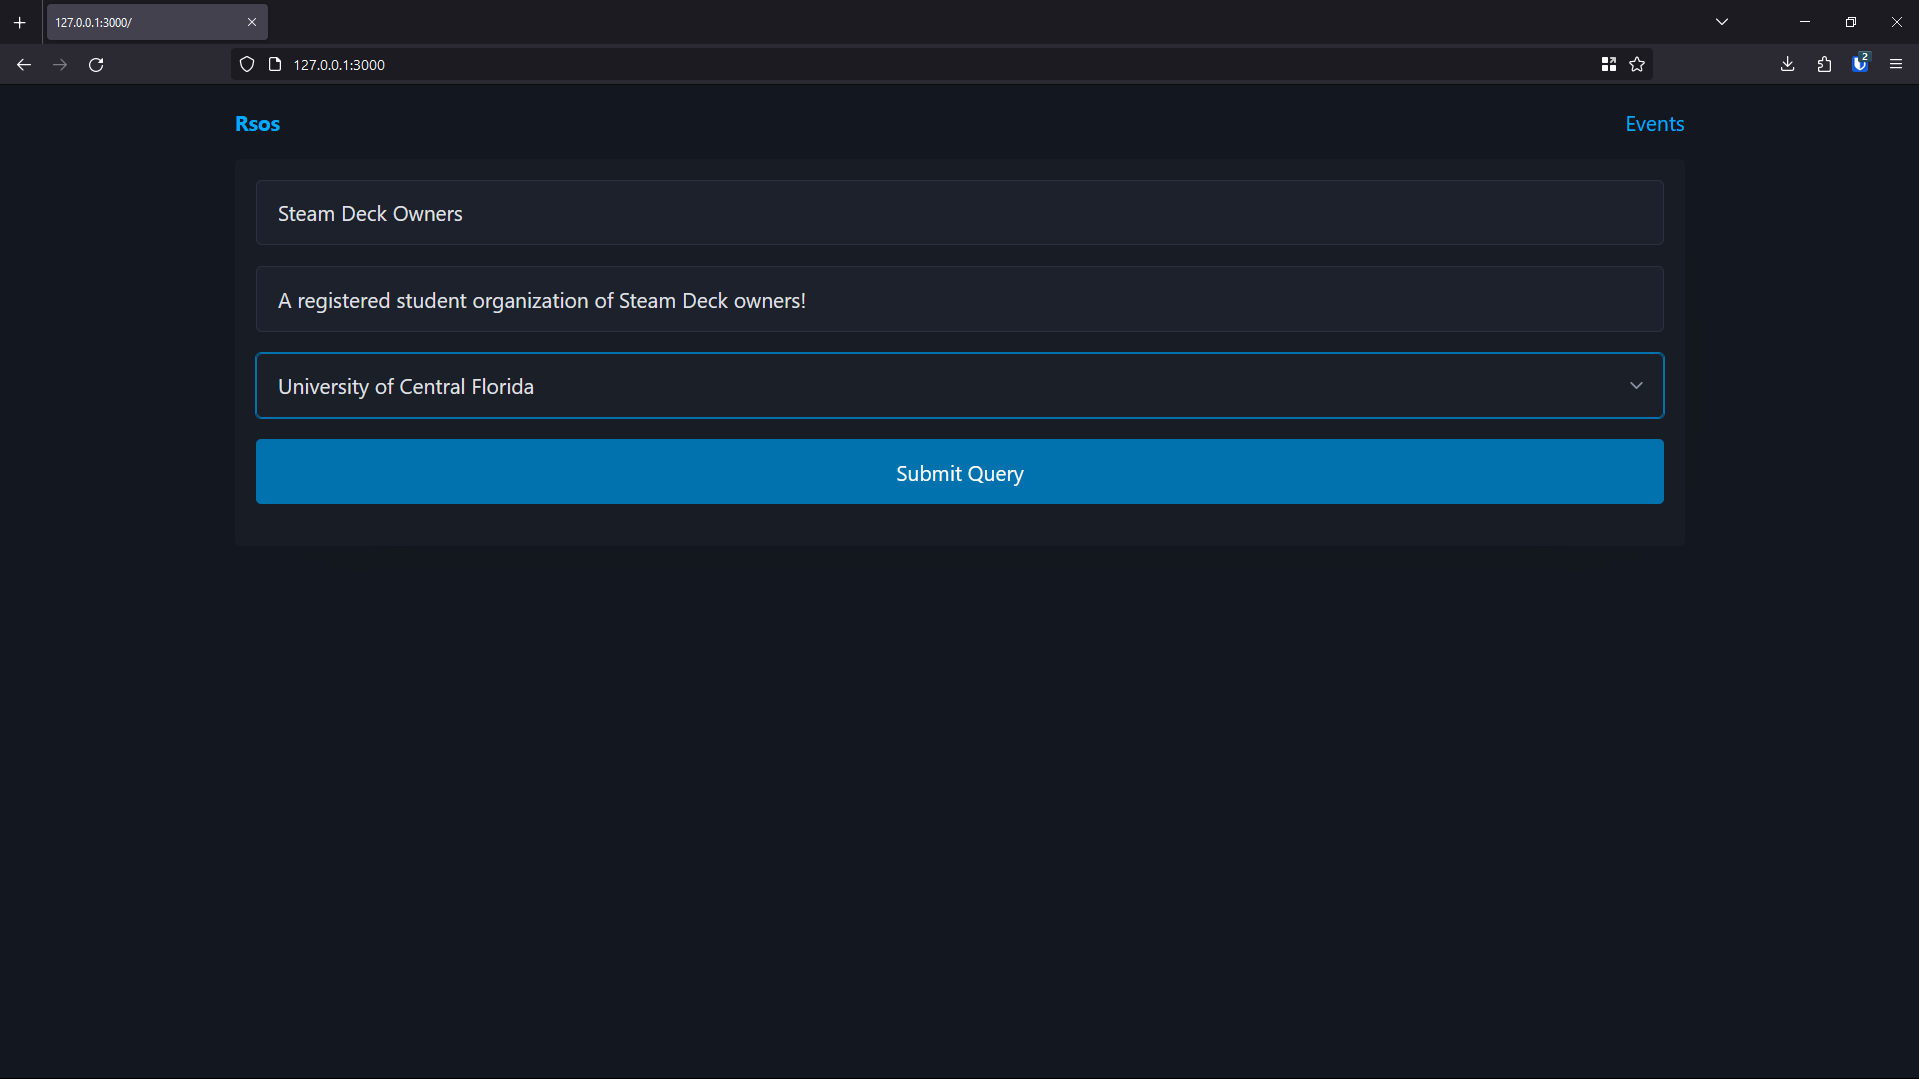 127.0.0.1:3000/
127.0.0.1:3000
2
Rsos
Events
Steam Deck Owners
A registered student organization of Steam Deck owners!
University of Central Florida
Submit Query